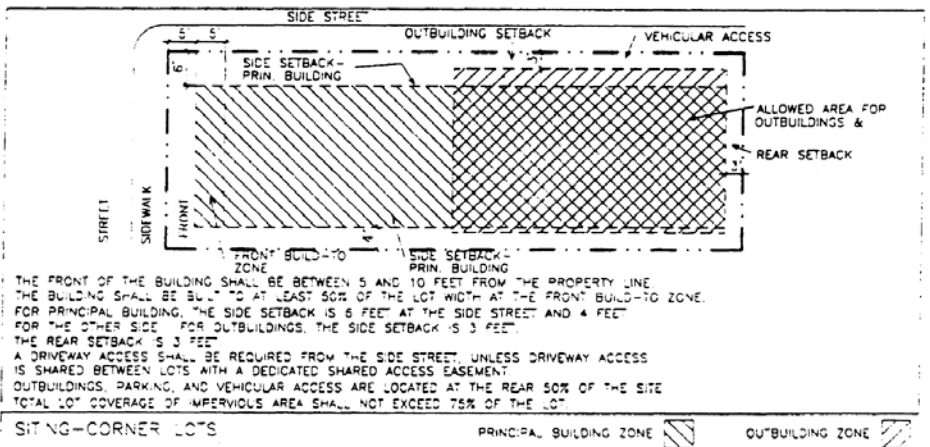 SIDE STREET
OUTBUILDING SETBACK
VEHICULAR ACCESS
5' 5'
6'
SIDE SETBACK-
PRIN. BUILDING
ALLOWED AREA FOR
OUTBUILDINGS &
REAR SETBACK
STREET
SIDEWALK
FRONT
4'
FRONT BUILD-TO
ZONE
SIDE SETBACK-
PRIN. BUILDING
THE FRONT OF THE BUILDING SHALL BE BETWEEN 5 AND 10 FEET FROM THE PROPERTY LINE
THE BUILDING SHALL BE BUILT TO AT LEAST 50% OF THE LOT WIDTH AT THE FRONT BUILD-TO ZONE.
FOR PRINCIPAL BUILDING, THE SIDE SETBACK IS 6 FEET AT THE SIDE STREET AND 4 FEET
FOR THE OTHER SIDE FOR OUTBUILDINGS, THE SIDE SETBACK IS 3 FEET.
THE REAR SETBACK IS 3 FEET
A DRIVEWAY ACCESS SHALL BE REQUIRED FROM THE SIDE STREET, UNLESS DRIVEWAY ACCESS
IS SHARED BETWEEN LOTS WITH A DEDICATED SHARED ACCESS EASEMENT.
OUTBUILDINGS, PARKING, AND VEHICULAR ACCESS ARE LOCATED AT THE REAR 50% OF THE SITE
TOTAL LOT COVERAGE OF IMPERVIOUS AREA SHALL NOT EXCEED 75% OF THE LOT.
SITING-CORNER LOTS
PRINCIPAL BUILDING ZONE
OUTBUILDING ZONE